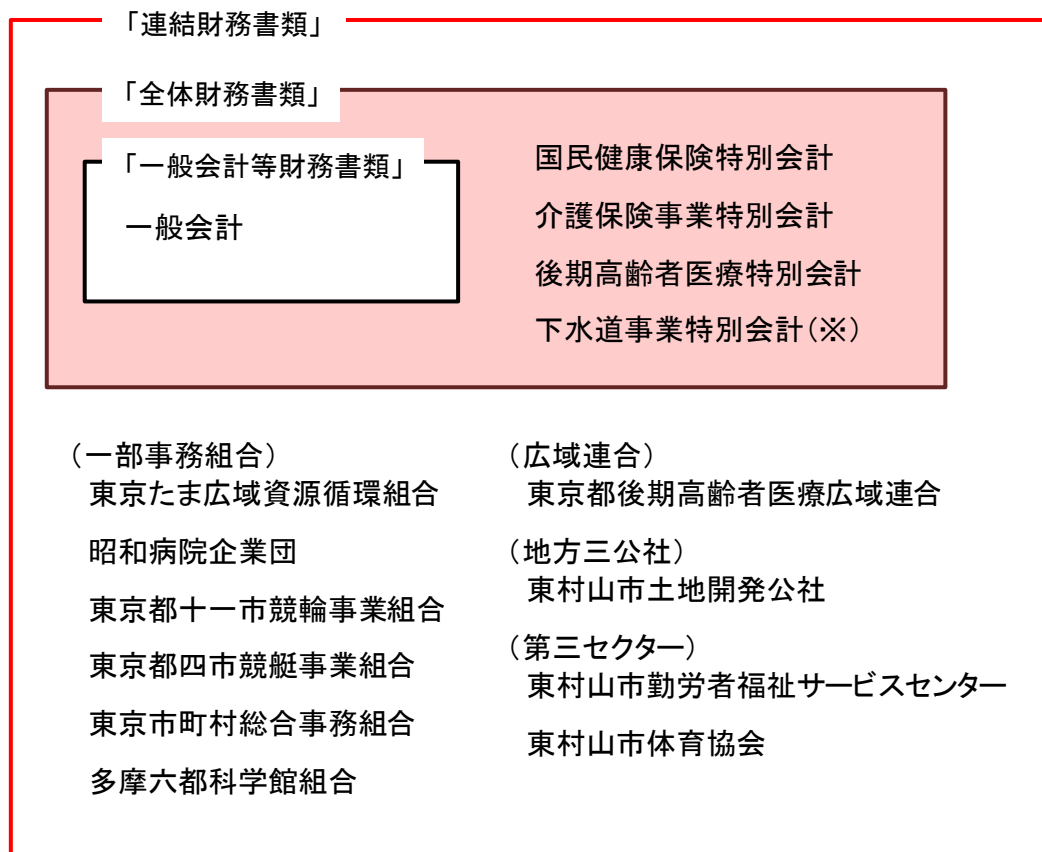 「連結財務書類」
「全体財務書類」
「一般会計等財務書類」
一般会計
国民健康保険特別会計
介護保険事業特別会計
後期高齢者医療特別会計
下水道事業特別会計(※)
(一部事務組合)
東京たま広域資源循環組合
昭和病院企業団
東京都十一市競輪事業組合
東京都四市競艇事業組合
東京市町村総合事務組合
多摩六都科学館組合
(広域連合)
東京都後期高齢者医療広域連合
(地方三公社)
東村山市土地開発公社
(第三セクター)
東村山市勤労者福祉サービスセンター
東村山市体育協会